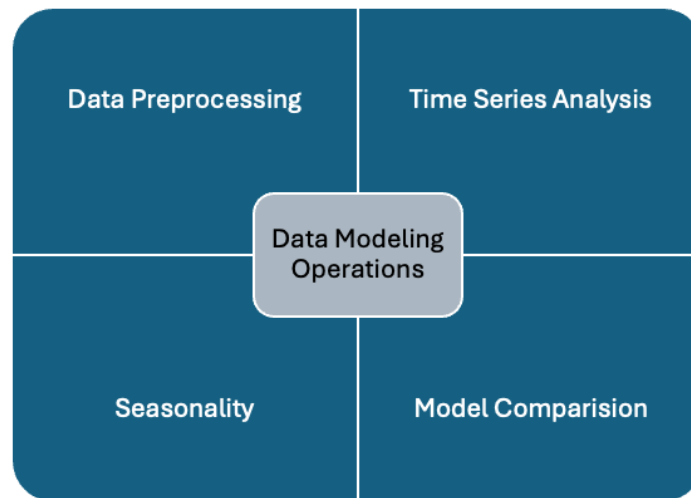 Data Preprocessing
Time Series Analysis
Data Modeling
Operations
Seasonality
Model Comparision